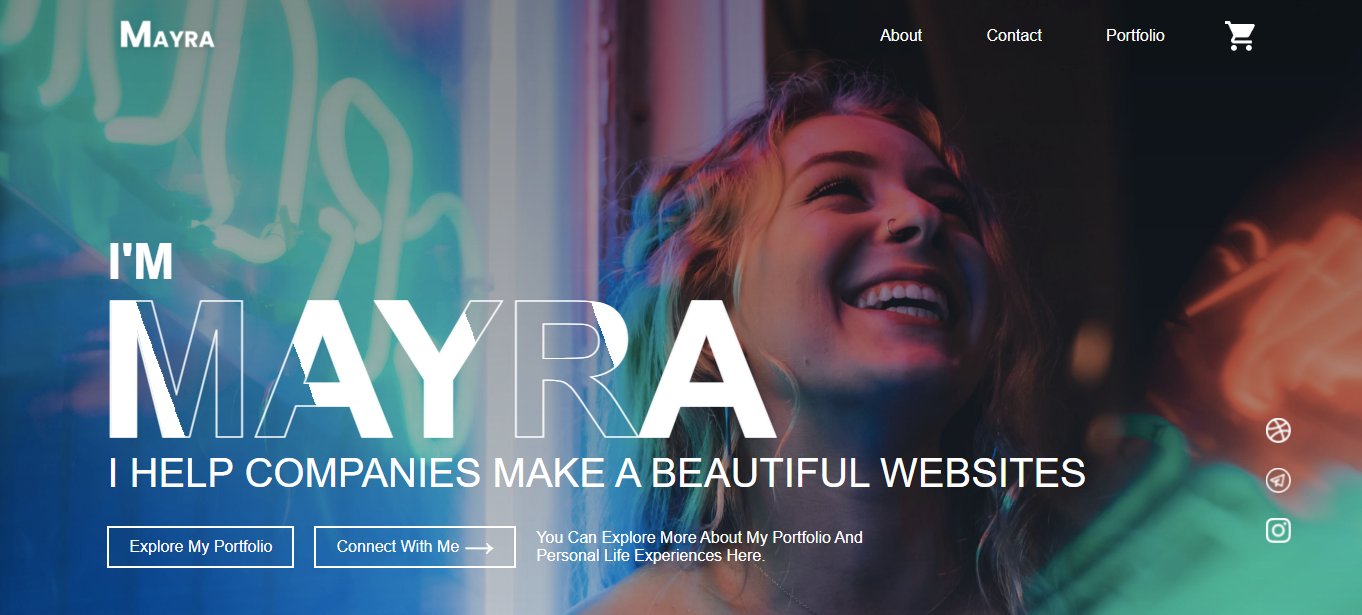 MAYRA
About
Contact
Portfolio
I'M
MAYRA
I HELP COMPANIES MAKE A BEAUTIFUL WEBSITES
Explore My Portfolio
Connect With Me
You Can Explore More About My Portfolio And
Personal Life Experiences Here.